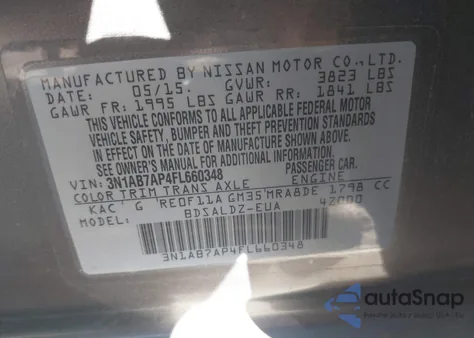 MANUFACTURED BY NISSAN MOTOR CO.,LTD.
DATE: 05/15 GVWR: 3823 LBS
GAWR FR: 1995 LBS GAWR RR: 1841 LBS
THIS VEHICLE CONFORMS TO ALL APPLICABLE FEDERAL MOTOR
VEHICLE SAFETY, BUMPER AND THEFT PREVENTION STANDARDS
IN EFFECT ON THE DATE OF MANUFACTURE SHOWN ABOVE.
SEE OWNER'S MANUAL FOR MORE INFORMATION.
VIN: 3N1AB7AP4FL660348 PASSENGER CAR.
COLOR TRIM TRANS AXLE ENGINE
KAC G RE0F11A GM35 MRA8DE 1798 CC
MODEL: BDSALDZ-EUA 42000
3N1AB7AP4FL660348
autoSnap